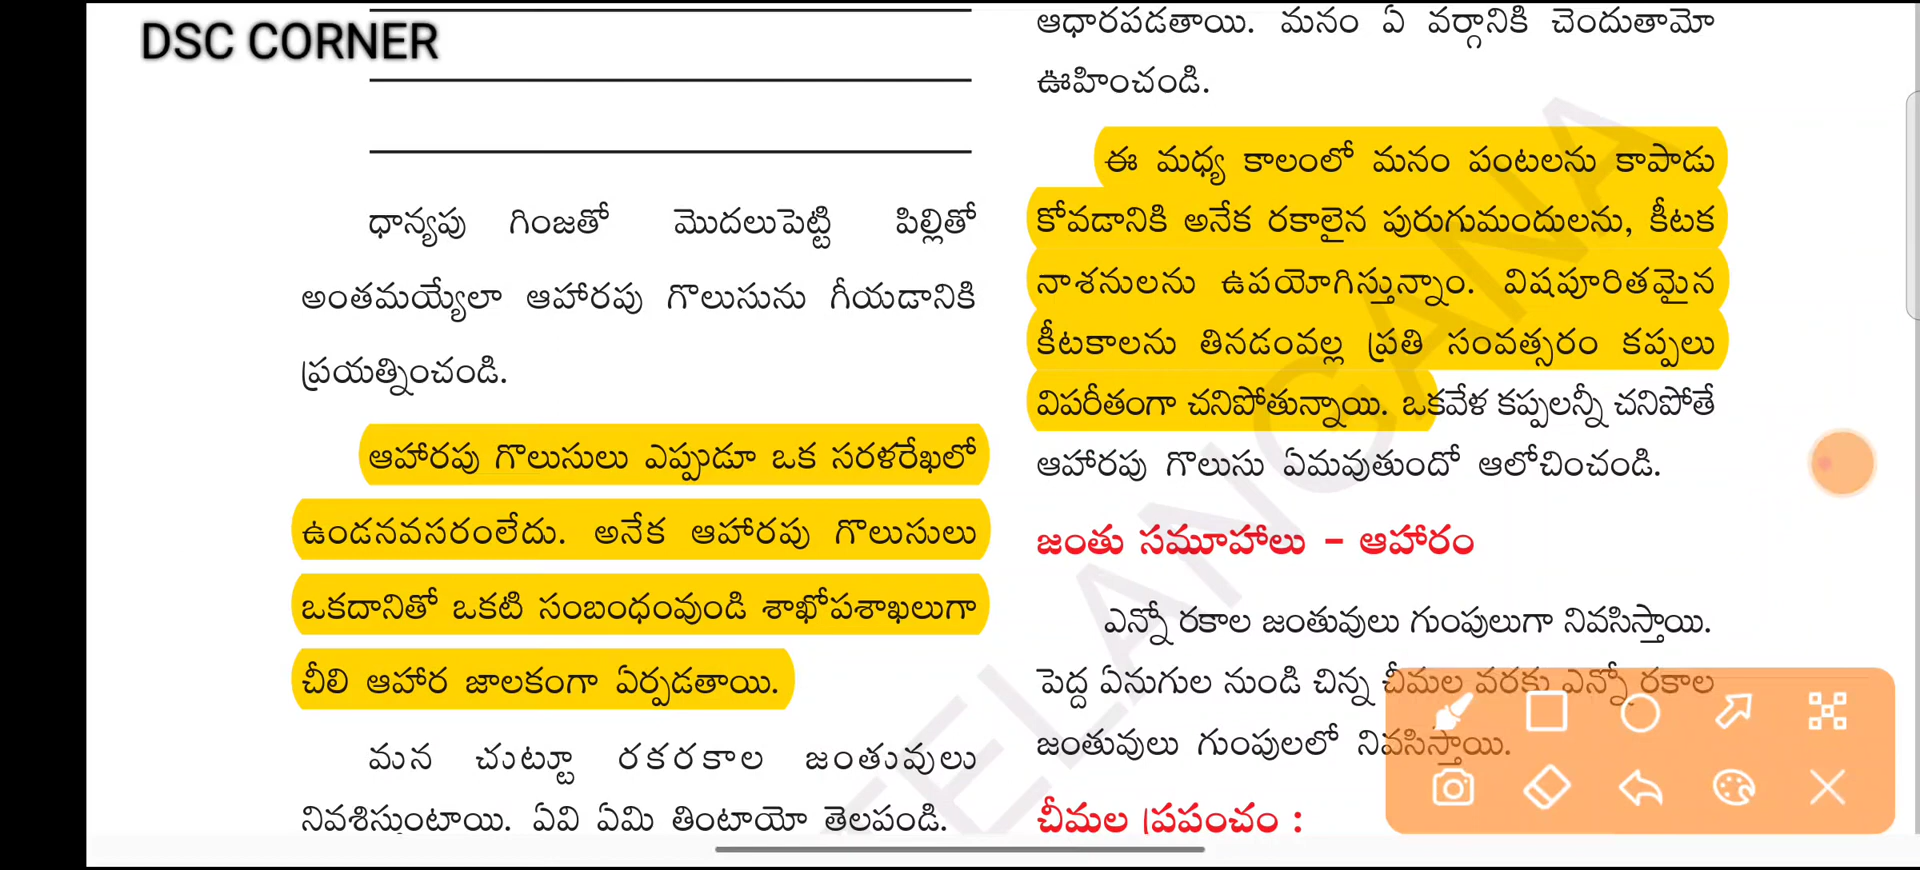 DSC CORNER
ధాన్యపు గింజతో మొదలుపెట్టి పిల్లితో
అంతమయ్యేలా ఆహారపు గొలుసును గీయడానికి
ప్రయత్నించండి.
ఆహారపు గొలుసులు ఎప్పుడూ ఒక సరళరేఖలో
ఉండనవసరంలేదు. అనేక ఆహారపు గొలుసులు
ఒకదానితో ఒకటి సంబంధంవుండి శాఖోపశాఖలుగా
చీలి ఆహార జాలకంగా ఏర్పడతాయి.
మన చుట్టూ రకరకాల జంతువులు
నివశిస్తుంటాయి. ఏవి ఏమి తింటాయో తెలపండి.
ఆధారపడతాయి. మనం ఏ వర్గానికి చెందుతామో
ఊహించండి.
ఈ మధ్య కాలంలో మనం పంటలను కాపాడు
కోవడానికి అనేక రకాలైన పురుగుమందులను, కీటక
నాశనులను ఉపయోగిస్తున్నాం. విషపూరితమైన
కీటకాలను తినడంవల్ల ప్రతి సంవత్సరం కప్పలు
విపరీతంగా చనిపోతున్నాయి. ఒకవేళ కప్పలన్నీ చనిపోతే
ఆహారపు గొలుసు ఏమవుతుందో ఆలోచించండి.
జంతు సమూహాలు - ఆహారం
ఎన్నో రకాల జంతువులు గుంపులుగా నివసిస్తాయి.
పెద్ద ఏనుగుల నుండి చిన్న చీమల వరకు ఎన్నో రకాల
జంతువులు గుంపులలో నివసిస్తాయి.
చీమల ప్రపంచం :
TELANGANA